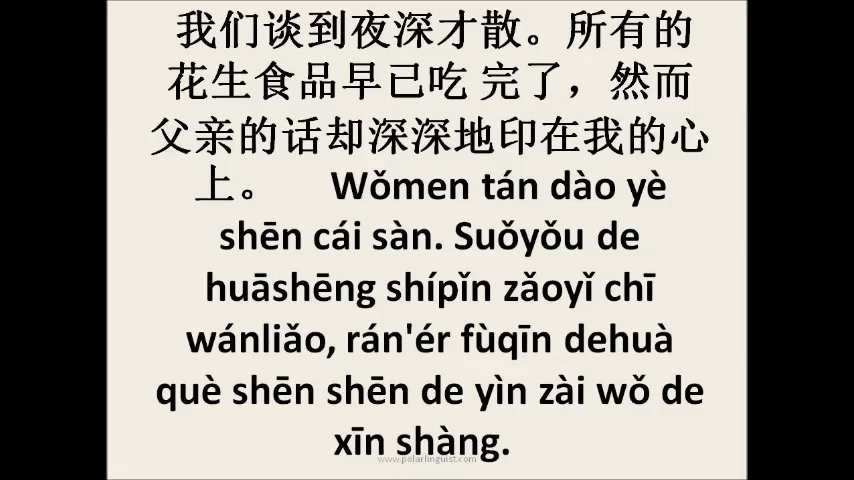 我们谈到夜深才散。所有的
花生食品早已吃 完了，然而
父亲的话却深深地印在我的心
上。 Wǒmen tán dào yè
shēn cái sàn. Suǒyǒu de
huāshēng shípǐn zǎoyǐ chī
wánliǎo, rán'ér fùqīn dehuà
què shēn shēn de yìn zài wǒ de
xīn shàng.
www.polarlinguist.com